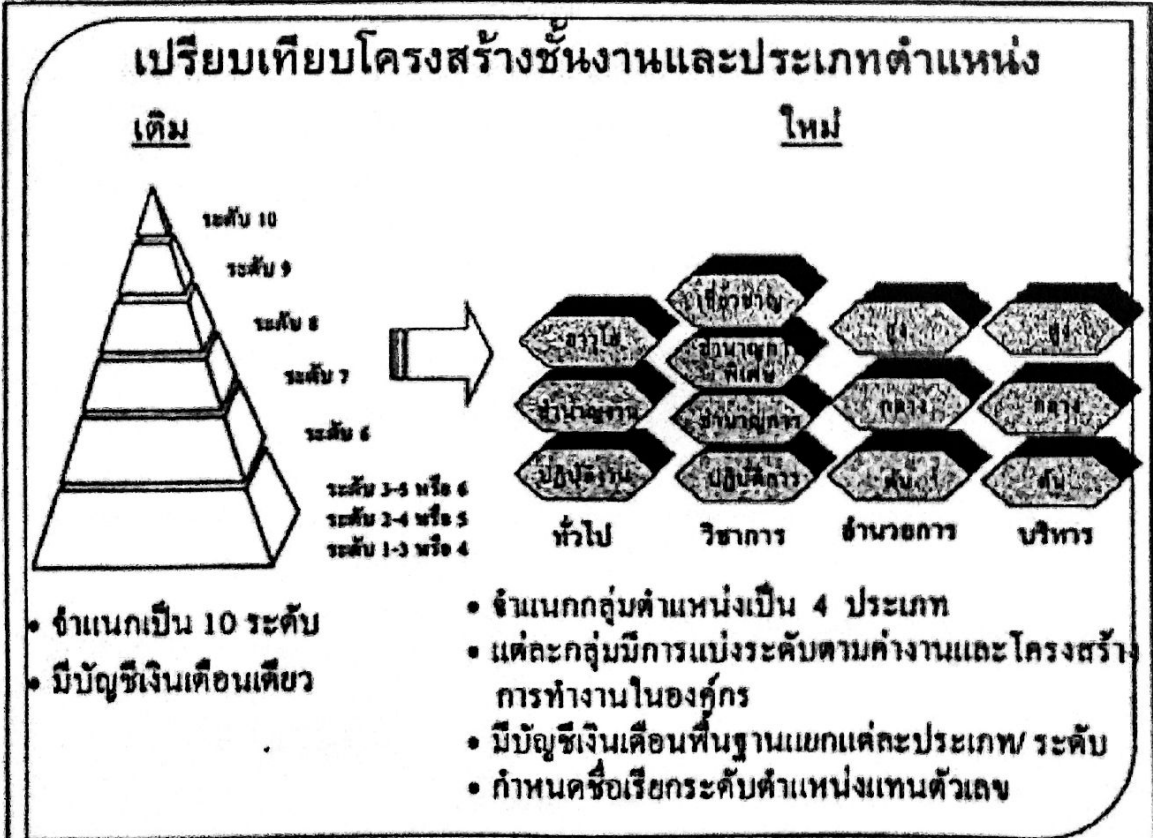 เปรียบเทียบโครงสร้างชั้นงานและประเภทตำแหน่ง
เดิม
ใหม่
ระดับ 10
ระดับ 9
ระดับ 8
ระดับ 7
ระดับ 6
ระดับ 3-5 หรือ 6
ระดับ 2-4 หรือ 5
ระดับ 1-3 หรือ 4
อาวุโส
ชำนาญงาน
ปฏิบัติงาน
ทั่วไป
เชี่ยวชาญ
ชำนาญการ
พิเศษ
ชำนาญการ
ปฏิบัติการ
วิชาการ
สูง
กลาง
ต้น
อำนวยการ
สูง
กลาง
ต้น
บริหาร
• จำแนกเป็น 10 ระดับ
• มีบัญชีเงินเดือนเดียว
• จำแนกกลุ่มตำแหน่งเป็น 4 ประเภท
• แต่ละกลุ่มมีการแบ่งระดับตามค่างานและโครงสร้าง
การทำงานในองค์กร
• มีบัญชีเงินเดือนพื้นฐานแยกแต่ละประเภท/ ระดับ
• กำหนดชื่อเรียกระดับตำแหน่งแทนตัวเลข